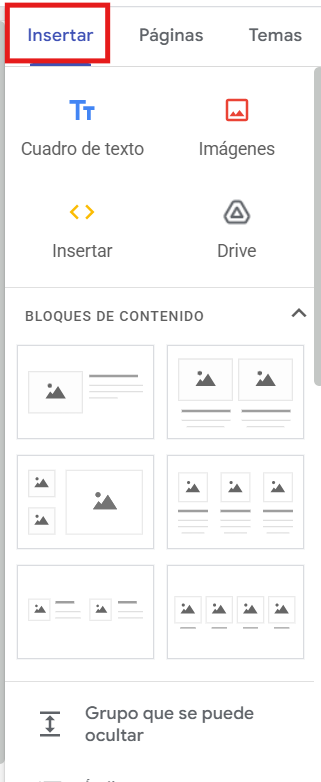 Insertar Páginas Temas
Cuadro de texto Imágenes
Insertar Drive
BLOQUES DE CONTENIDO
Grupo que se puede
ocultar